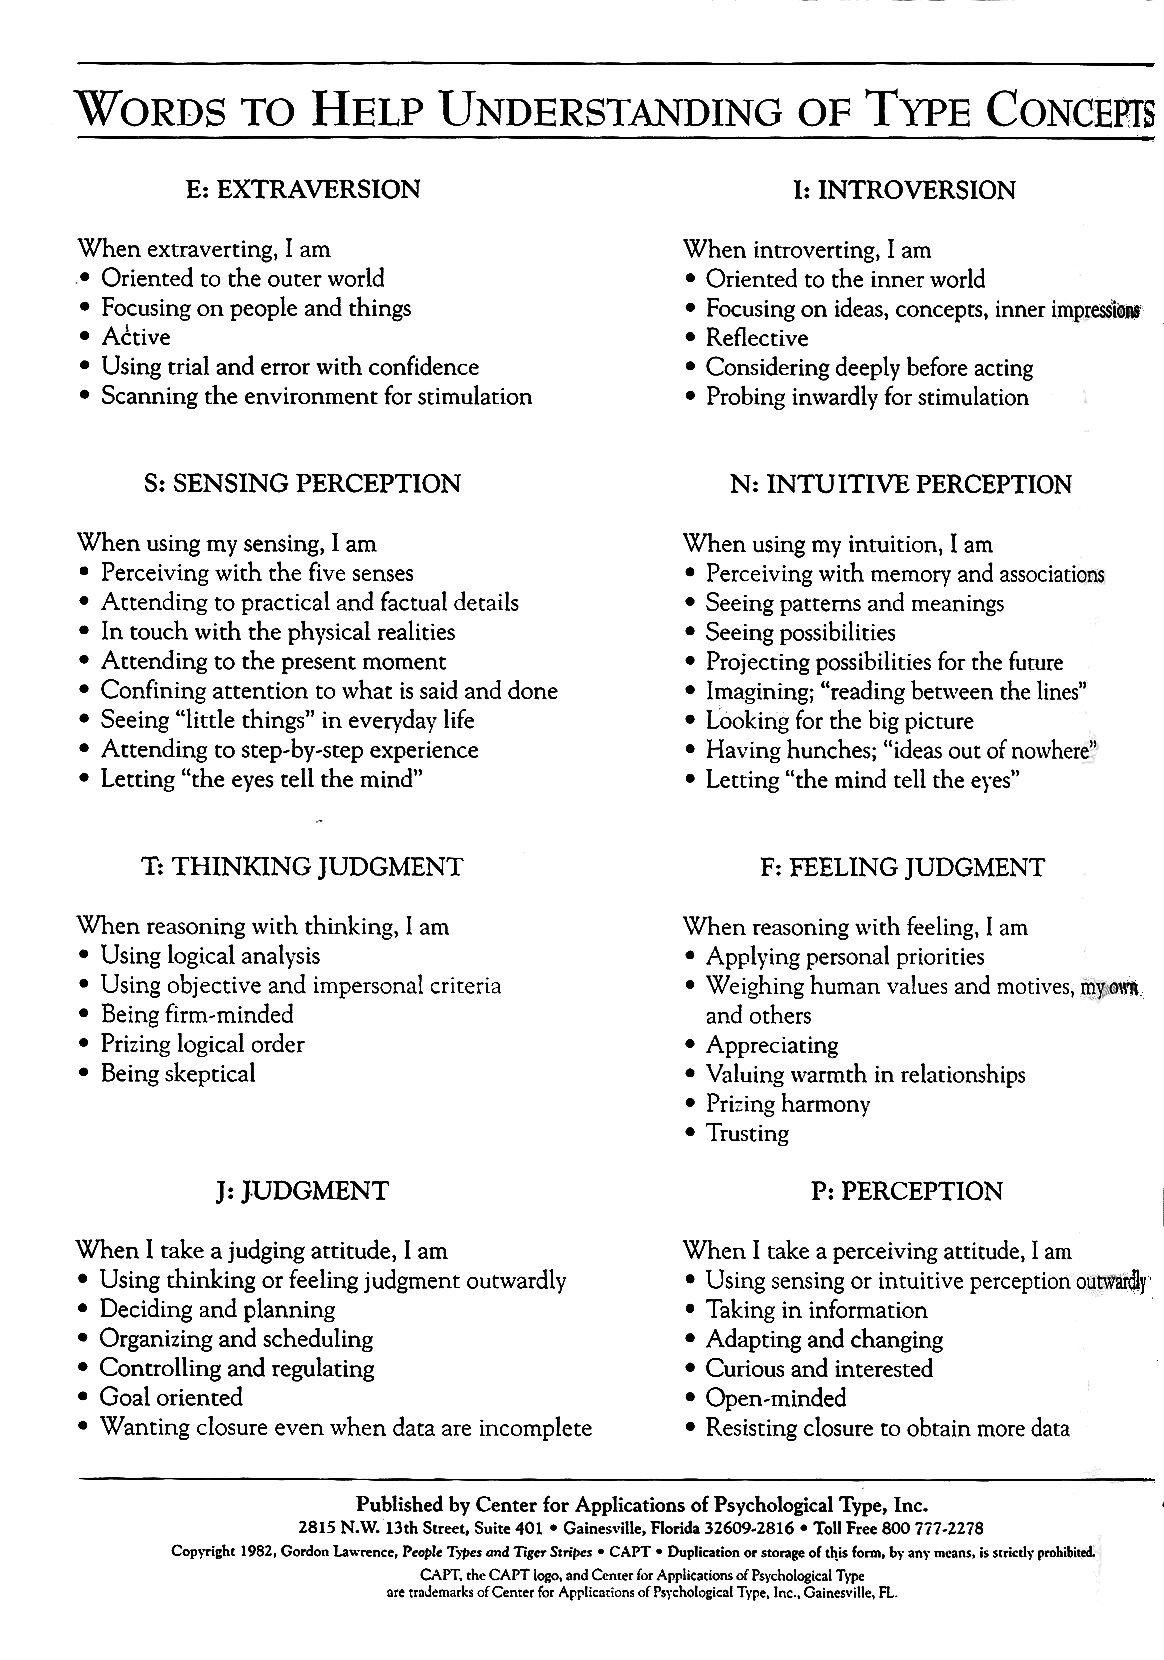 WORDS TO HELP UNDERSTANDING OF TYPE CONCEPTS
E: EXTRAVERSION
When extraverting, I am
• Oriented to the outer world
• Focusing on people and things
• Active
• Using trial and error with confidence
• Scanning the environment for stimulation
I: INTROVERSION
When introverting, I am
• Oriented to the inner world
• Focusing on ideas, concepts, inner impressions
• Reflective
• Considering deeply before acting
• Probing inwardly for stimulation
S: SENSING PERCEPTION
When using my sensing, I am
• Perceiving with the five senses
• Attending to practical and factual details
• In touch with the physical realities
• Attending to the present moment
• Confining attention to what is said and done
• Seeing “little things” in everyday life
• Attending to step-by-step experience
• Letting “the eyes tell the mind”
N: INTUITIVE PERCEPTION
When using my intuition, I am
• Perceiving with memory and associations
• Seeing patterns and meanings
• Seeing possibilities
• Projecting possibilities for the future
• Imagining; “reading between the lines”
• Looking for the big picture
• Having hunches; “ideas out of nowhere”
• Letting “the mind tell the eyes”
T: THINKING JUDGMENT
When reasoning with thinking, I am
• Using logical analysis
• Using objective and impersonal criteria
• Being firm-minded
• Prizing logical order
• Being skeptical
F: FEELING JUDGMENT
When reasoning with feeling, I am
• Applying personal priorities
• Weighing human values and motives, my own
and others
• Appreciating
• Valuing warmth in relationships
• Prizing harmony
• Trusting
J: JUDGMENT
When I take a judging attitude, I am
• Using thinking or feeling judgment outwardly
• Deciding and planning
• Organizing and scheduling
• Controlling and regulating
• Goal oriented
• Wanting closure even when data are incomplete
P: PERCEPTION
When I take a perceiving attitude, I am
• Using sensing or intuitive perception outwardly
• Taking in information
• Adapting and changing
• Curious and interested
• Open-minded
• Resisting closure to obtain more data
Published by Center for Applications of Psychological Type, Inc.
2815 N.W. 13th Street, Suite 401 • Gainesville, Florida 32609-2816 • Toll Free 800 777-2278
Copyright 1982, Gordon Lawrence, People Types and Tiger Stripes • CAPT • Duplication or storage of this form, by any means, is strictly prohibited.
CAPT, the CAPT logo, and Center for Applications of Psychological Type
are trademarks of Center for Applications of Psychological Type, Inc., Gainesville, FL.